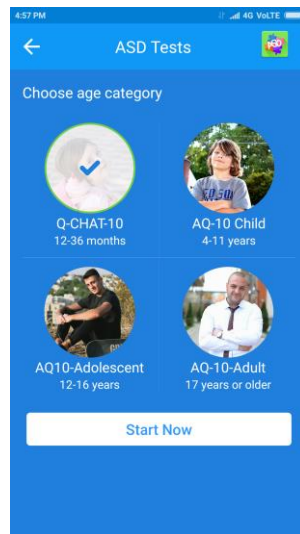 4:57 PM
4G VoLTE
ASD Tests
Choose age category
Q-CHAT-10
12-36 months
AQ-10 Child
4-11 years
AQ10-Adolescent
12-16 years
AQ-10-Adult
17 years or older
Start Now